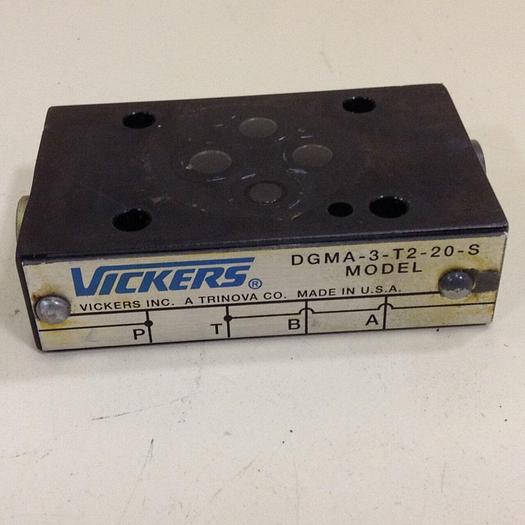 VICKERS®
DGMA-3-T2-20-S
MODEL
VICKERS INC. A TRINOVA CO. MADE IN U.S.A.
P T B A